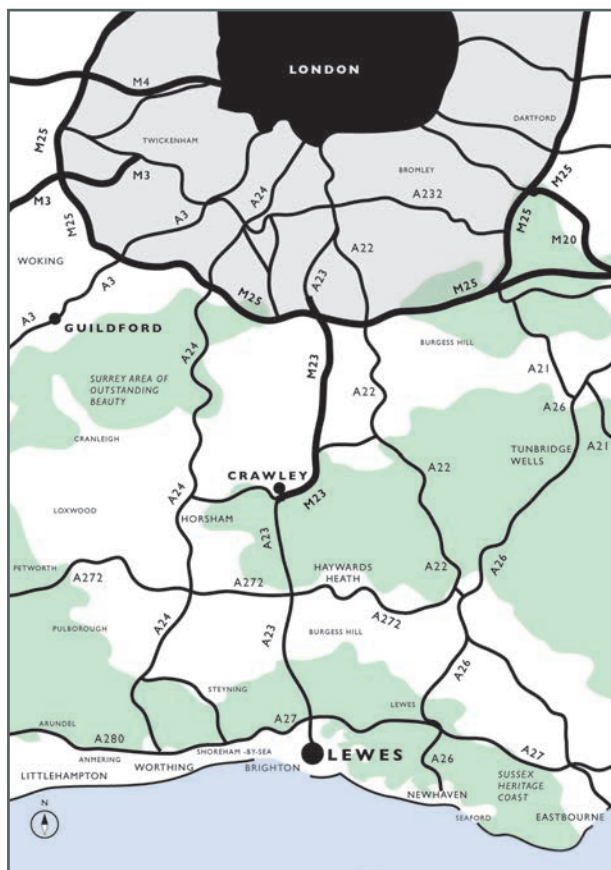 LONDON
M4
DARTFORD
M25
TWICKENHAM
M3
M25
BROMLEY
A24
A232
M3
M25
A3
M25
M20
WOKING
A22
A23
A3
M25
M25
A3
GUILDFORD
A24
M23
BURGESS HILL
A21
SURREY AREA OF
OUTSTANDING
BEAUTY
A22
A26
CRANLEIGH
TUNBRIDGE
WELLS
A21
A22
CRAWLEY
A24
M23
LOXWOOD
HORSHAM
A23
PETWORTH
HAYWARDS
HEATH
A22
A26
A272
A272
A272
A24
PULBOROUGH
A23
BURGESS HILL
A26
STEYNING
LEWES
ARUNDEL
A27
A280
SHOREHAM -BY-SEA
LEWES
A27
ANMERING
WORTHING
BRIGHTON
A26
LITTLEHAMPTON
SUSSEX
HERITAGE
COAST
NEWHAVEN
N
SEAFORD
EASTBOURNE